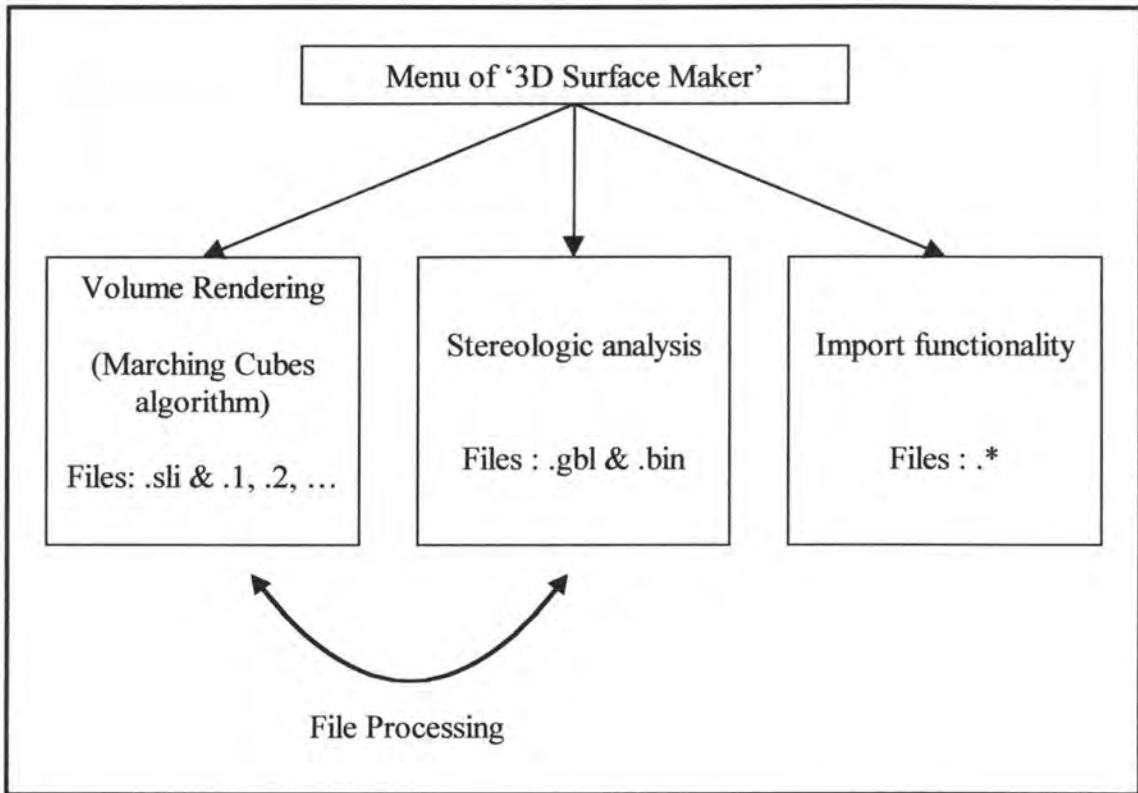 Menu of ‘3D Surface Maker’
Volume Rendering
(Marching Cubes
algorithm)
Files: .sli & .1, .2, …
Stereologic analysis
Files : .gbl & .bin
Import functionality
Files : .*
File Processing